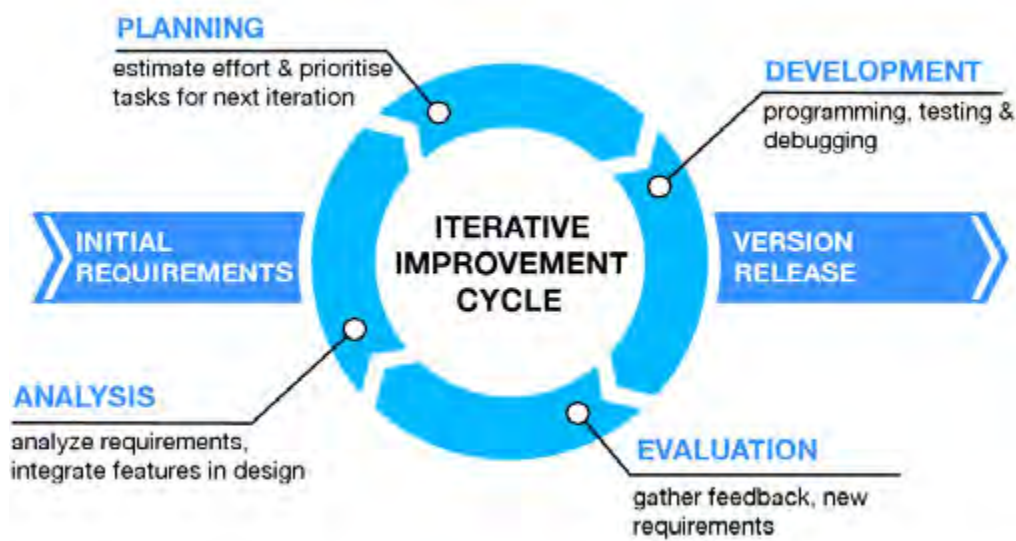 PLANNING
estimate effort & prioritise
tasks for next iteration
DEVELOPMENT
programming, testing &
debugging
INITIAL
REQUIREMENTS
ITERATIVE
IMPROVEMENT
CYCLE
VERSION
RELEASE
ANALYSIS
analyze requirements,
integrate features in design
EVALUATION
gather feedback, new
requirements